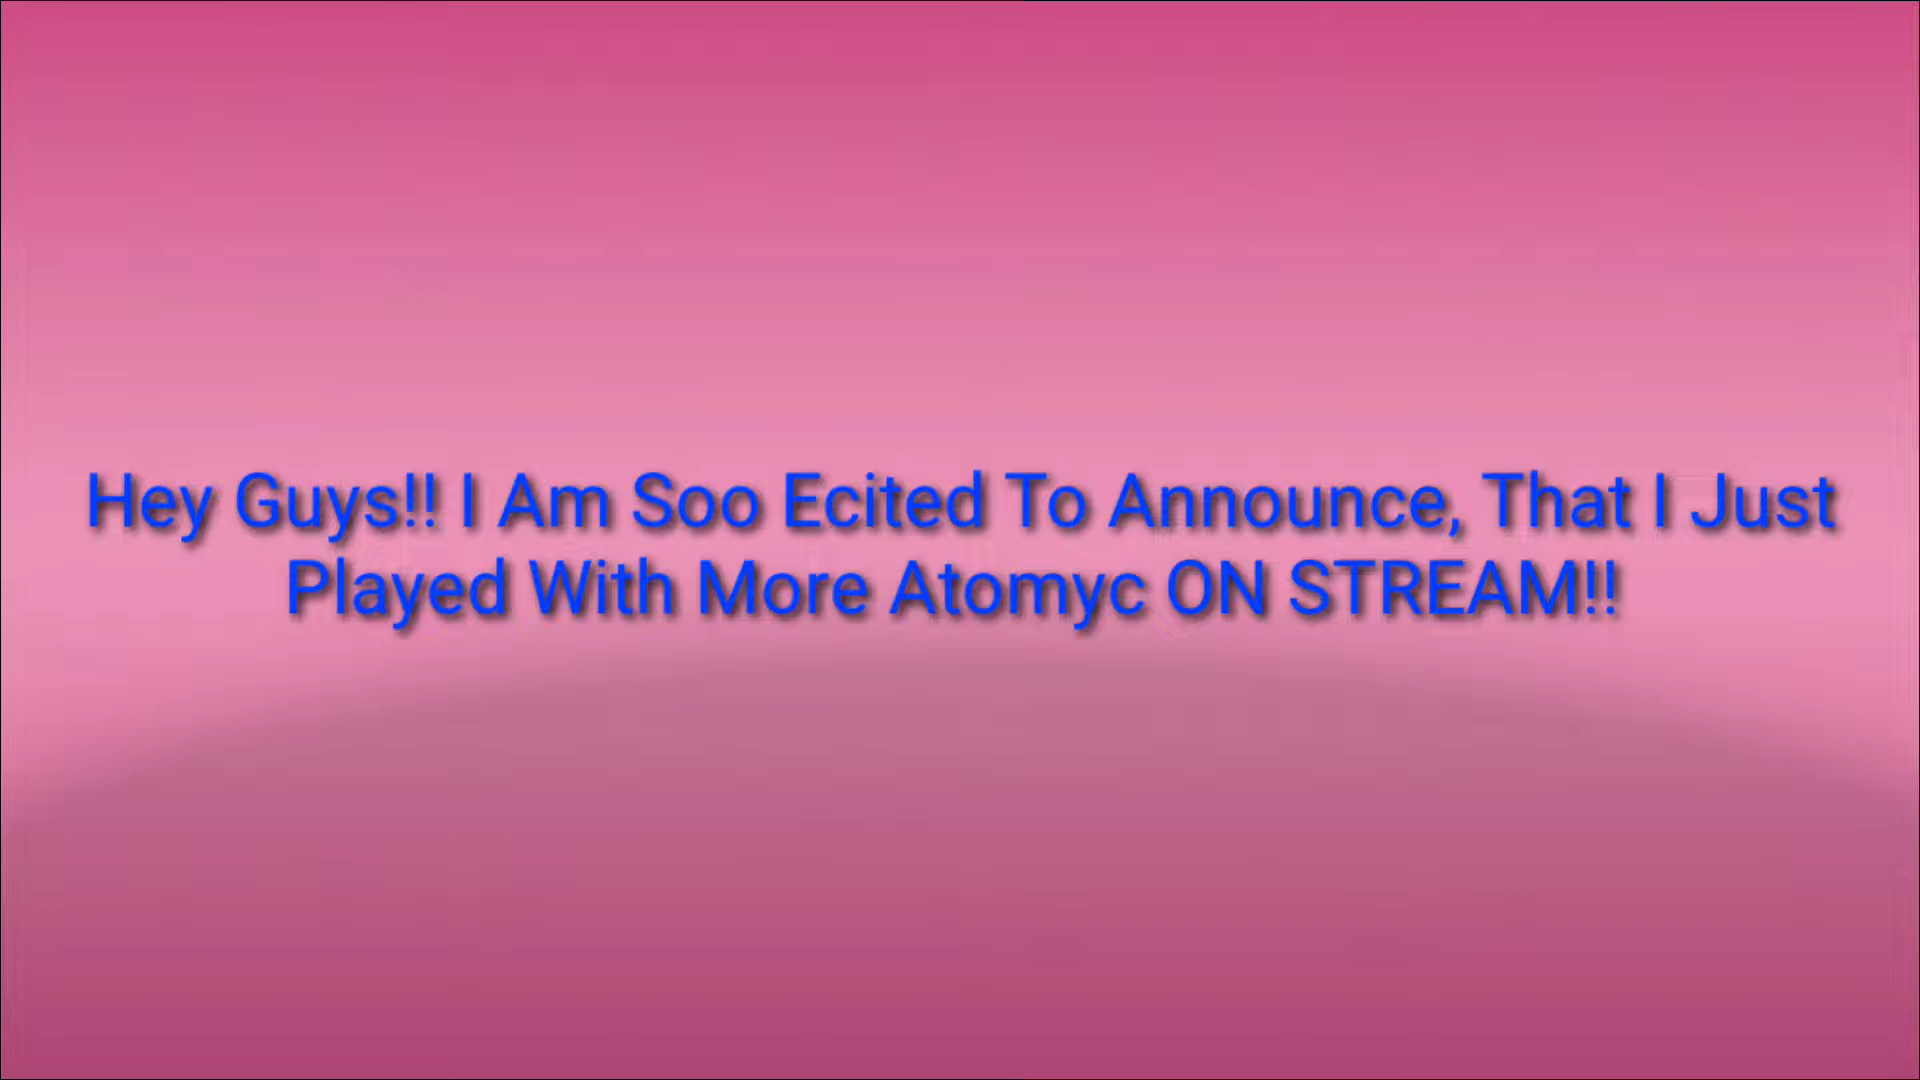 Hey Guys!! I Am Soo Ecited To Announce, That I Just
Played With More Atomyc ON STREAM!!